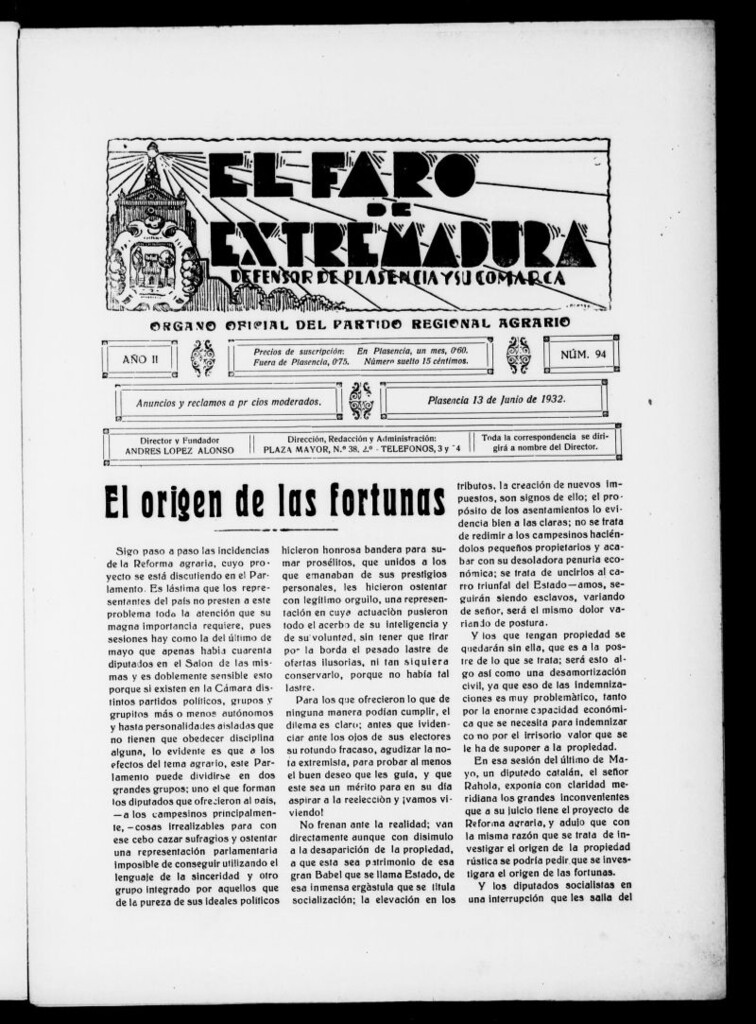 EL FARO
DE
EXTREMADURA
DEFENSOR DE PLASENCIA Y SU COMARCA
ORGANO OFICIAL DEL PARTIDO REGIONAL AGRARIO
AÑO II
Precios de suscripción: En Plasencia, un mes, 0'60.
Fuera de Plasencia, 0'75. Número suelto 15 céntimos.
NÚM. 94
Anuncios y reclamos a pr cios moderados.
Plasencia 13 de Junio de 1932.
Director y Fundador
ANDRES LOPEZ ALONSO
Dirección, Redacción y Administración:
PLAZA MAYOR, N.º 38, 2.º - TELEFONOS, 3 y 4
Toda la correspondencia se diri-
girá a nombre del Director.
El origen de las fortunas
Sigo paso a paso las incidencias
de la Reforma agraria, cuyo pro-
yecto se está discutiendo en el Par-
lamento. Es lástima que los repre-
sentantes del país no presten a este
problema toda la atención que su
magna importancia requiere, pues
sesiones hay como la del último de
mayo que apenas había cuarenta
diputados en el Salon de las mis-
mas y es doblemente sensible esto
porque si existen en la Cámara dis-
tintos partidos políticos, grupos y
grupitos más o menos autónomos
y hasta personalidades aisladas que
no tienen que obedecer disciplina
alguna, lo evidente es que a los
efectos del tema agrario, este Par-
lamento puede dividirse en dos
grandes grupos; uno el que forman
los diputados que ofrecieron al país,
—a los campesinos principalmen-
te, —cosas irrealizables para con
ese cebo cazar sufragios y ostentar
una representación parlamentaria
imposible de conseguir utilizando el
lenguaje de la sinceridad y otro
grupo integrado por aquellos que
de la pureza de sus ideales políticos
hicieron honrosa bandera para su-
mar prosélitos, que unidos a los
que emanaban de sus prestigios
personales, les hicieron ostentar
con legítimo orgullo, una represen-
tación en cuya actuación pusieron
todo el acerbo de su inteligencia y
de su voluntad, sin tener que tirar
por la borda el pesado lastre de
ofertas ilusorias, ni tan siquiera
conservarlo, porque no había tal
lastre.
Para los que ofrecieron lo que de
ninguna manera podían cumplir, el
dilema es claro; antes que eviden-
ciar ante los ojos de sus electores
su rotundo fracaso, agudizar la no-
ta extremista, para probar al menos
el buen deseo que les guía, y que
este sea un mérito para en su día
aspirar a la reelección y ¡vamos vi-
viendo!
No frenan ante la realidad; van
directamente aunque con disimulo
a la desaparición de la propiedad,
a que esta sea patrimonio de esa
gran Babel que se llama Estado, de
esa inmensa ergàstula que se titula
socialización; la elevación en los
tributos, la creación de nuevos im-
puestos, son signos de ello; el pro-
pósito de los asentamientos lo evi-
dencia bien a las claras; no se trata
de redimir a los campesinos hacién-
dolos pequeños propietarios y aca-
bar con su desoladora penuria eco-
nómica; se trata de uncirlos al ca-
rro triunfal del Estado—amos, se-
guirán siendo esclavos, variando
de señor, será el mismo dolor va-
riando de postura.
Y los que tengan propiedad se
quedarán sin ella, que es a la pos-
tre de lo que se trata; será esto al-
go así como una desamortización
civil, ya que eso de las indemniza-
ciones es muy problemàtico, tanto
por la enorme capacidad económi-
ca que se necesita para indemnizar
co no por el irrisorio valor que se
le ha de suponer a la propiedad.
En esa sesión del último de Ma-
yo, un diputado catalán, el señor
Rahola, exponía con claridad me-
ridiana los grandes inconvenientes
que a su juicio tiene el proyecto de
Reforma agraria, y adujo que con
la misma razón que se trata de in-
vestigar el origen de la propiedad
rústica se podría pedir que se inves-
tigara el origen de las fortunas.
Y los diputados socialistas en
una interrupción que les salía del